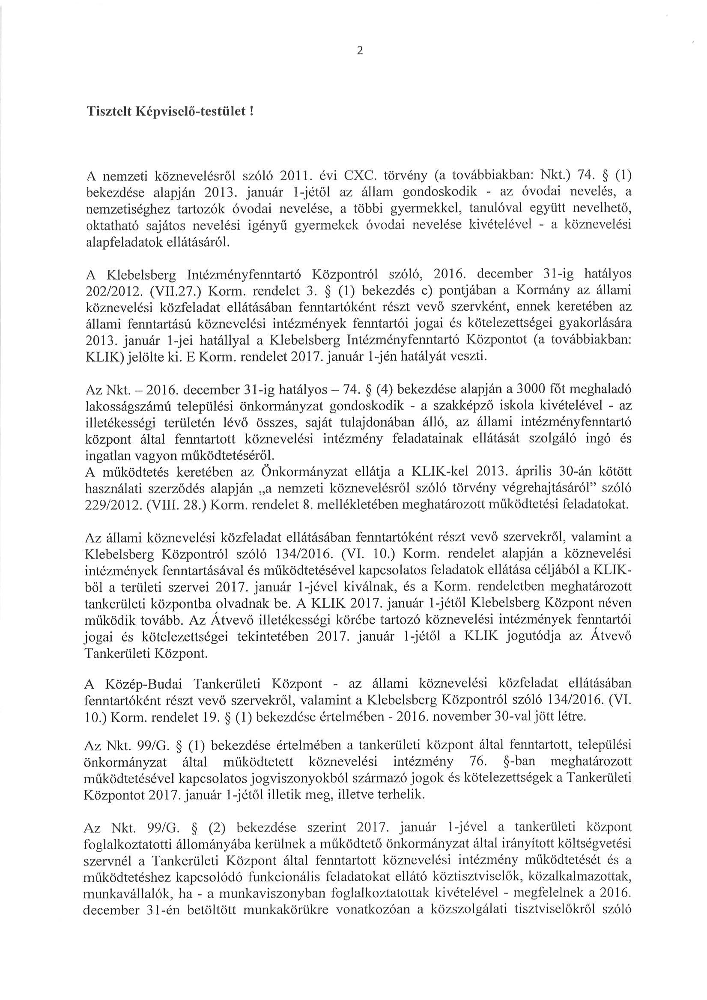 2
Tisztelt Képviselő-testület !
A nemzeti köznevelésről szóló 2011. évi CXC. törvény (a továbbiakban: Nkt.) 74. § (1)
bekezdése alapján 2013. január 1-jétől az állam gondoskodik - az óvodai nevelés, a
nemzetiséghez tartozók óvodai nevelése, a többi gyermekkel, tanulóval együtt nevelhető,
oktatható sajátos nevelési igényű gyermekek óvodai nevelése kivételével - a köznevelési
alapfeladatok ellátásáról.
A Klebelsberg Intézményfenntartó Központról szóló, 2016. december 31-ig hatályos
202/2012. (VII.27.) Korm. rendelet 3. § (1) bekezdés c) pontjában a Kormány az állami
köznevelési közfeladat ellátásában fenntartóként részt vevő szervként, ennek keretében az
állami fenntartású köznevelési intézmények fenntartói jogai és kötelezettségei gyakorlására
2013. január 1-jei hatállyal a Klebelsberg Intézményfenntartó Központot (a továbbiakban:
KLIK) jelölte ki. E Korm. rendelet 2017. január 1-jén hatályát veszti.
Az Nkt. – 2016. december 31-ig hatályos – 74. § (4) bekezdése alapján a 3000 főt meghaladó
lakosságszámú települési önkormányzat gondoskodik - a szakképző iskola kivételével - az
illetékességi területén lévő összes, saját tulajdonában álló, az állami intézményfenntartó
központ által fenntartott köznevelési intézmény feladatainak ellátását szolgáló ingó és
ingatlan vagyon működtetéséről.
A működtetés keretében az Önkormányzat ellátja a KLIK-kel 2013. április 30-án kötött
használati szerződés alapján „a nemzeti köznevelésről szóló törvény végrehajtásáról” szóló
229/2012. (VIII. 28.) Korm. rendelet 8. mellékletében meghatározott működtetési feladatokat.
Az állami köznevelési közfeladat ellátásában fenntartóként részt vevő szervekről, valamint a
Klebelsberg Központról szóló 134/2016. (VI. 10.) Korm. rendelet alapján a köznevelési
intézmények fenntartásával és működtetésével kapcsolatos feladatok ellátása céljából a KLIK-
ből a területi szervei 2017. január 1-jével kiválnak, és a Korm. rendeletben meghatározott
tankerületi központba olvadnak be. A KLIK 2017. január 1-jétől Klebelsberg Központ néven
működik tovább. Az Átvevő illetékességi körébe tartozó köznevelési intézmények fenntartói
jogai és kötelezettségei tekintetében 2017. január 1-jétől a KLIK jogutódja az Átvevő
Tankerületi Központ.
A Közép-Budai Tankerületi Központ - az állami köznevelési közfeladat ellátásában
fenntartóként részt vevő szervekről, valamint a Klebelsberg Központról szóló 134/2016. (VI.
10.) Korm. rendelet 19. § (1) bekezdése értelmében - 2016. november 30-val jött létre.
Az Nkt. 99/G. § (1) bekezdése értelmében a tankerületi központ által fenntartott, települési
önkormányzat által működtetett köznevelési intézmény 76. §-ban meghatározott
működtetésével kapcsolatos jogviszonyokból származó jogok és kötelezettségek a Tankerületi
Központot 2017. január 1-jétől illetik meg, illetve terhelik.
Az Nkt. 99/G. § (2) bekezdése szerint 2017. január 1-jével a tankerületi központ
foglalkoztatotti állományába kerülnek a működtető önkormányzat által irányított költségvetési
szervnél a Tankerületi Központ által fenntartott köznevelési intézmény működtetését és a
működtetéshez kapcsolódó funkcionális feladatokat ellátó köztisztviselők, közalkalmazottak,
munkavállalók, ha - a munkaviszonyban foglalkoztatottak kivételével - megfelelnek a 2016.
december 31-én betöltött munkakörükre vonatkozóan a közszolgálati tisztviselőkről szóló